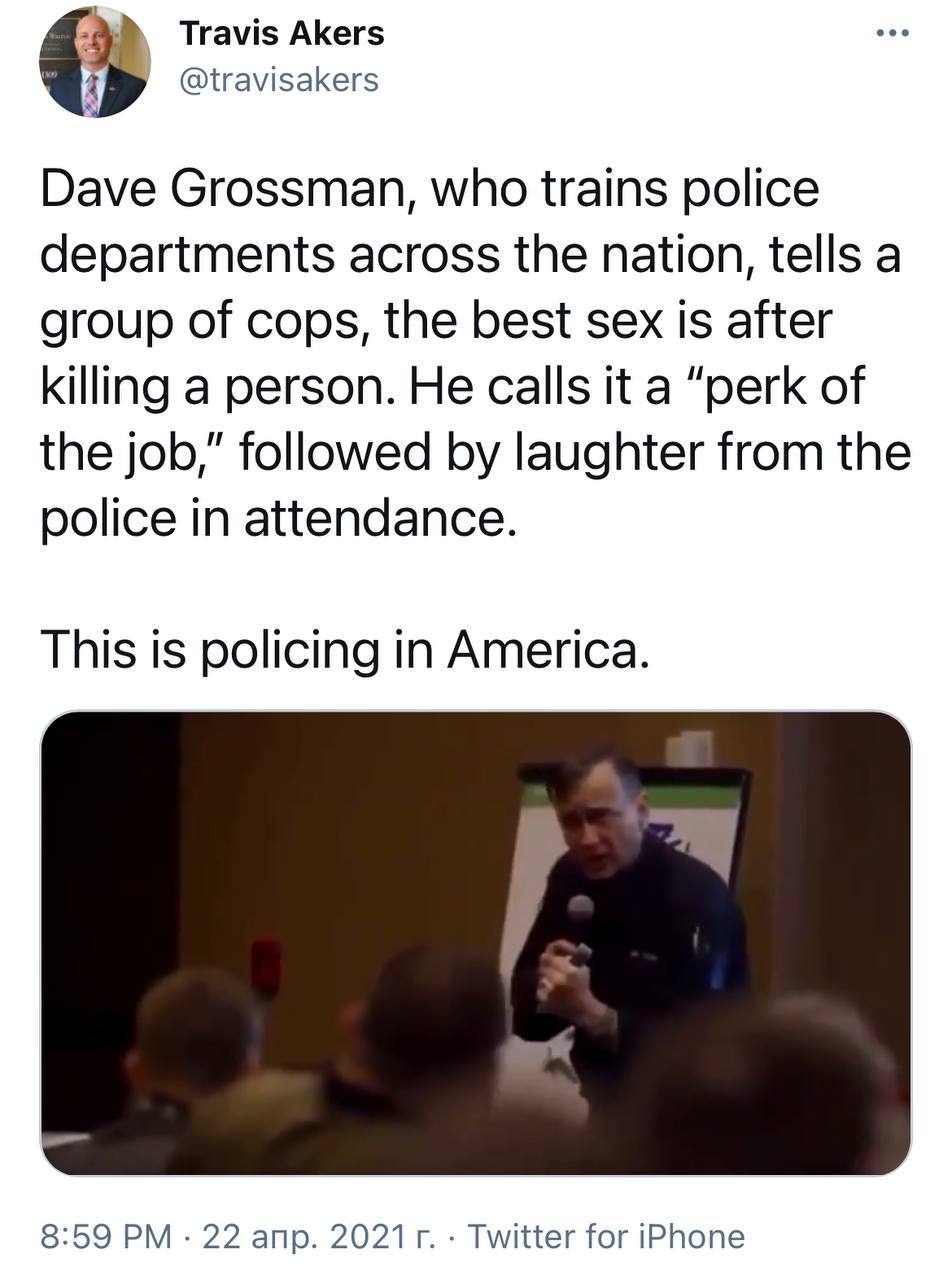 Travis Akers
@travisakers
Dave Grossman, who trains police
departments across the nation, tells a
group of cops, the best sex is after
killing a person. He calls it a “perk of
the job,” followed by laughter from the
police in attendance.
This is policing in America.
8:59 PM · 22 апр. 2021 г. · Twitter for iPhone